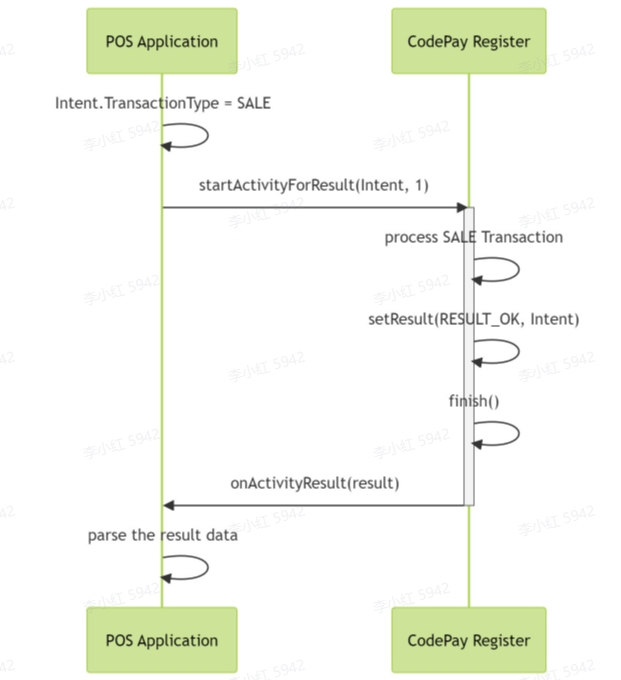 POS Application
CodePay Register
Intent.TransactionType = SALE
startActivityForResult(Intent, 1)
process SALE Transaction
setResult(RESULT_OK, Intent)
finish()
onActivityResult(result)
parse the result data
POS Application
CodePay Register
李小红 5942